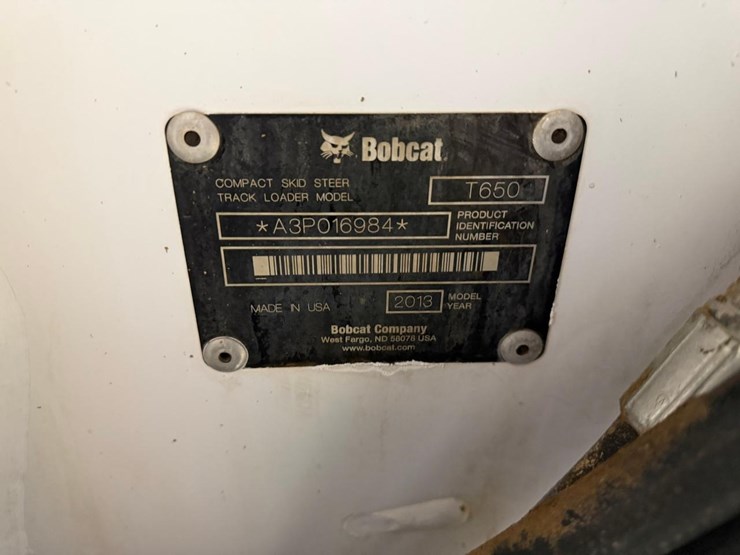 Bobcat.
COMPACT SKID STEER
TRACK LOADER MODEL
T650
*A3P016984*
PRODUCT
IDENTIFICATION
NUMBER
MADE IN USA
2013
MODEL
YEAR
Bobcat Company
West Fargo, ND 58078 USA
www.bobcat.com